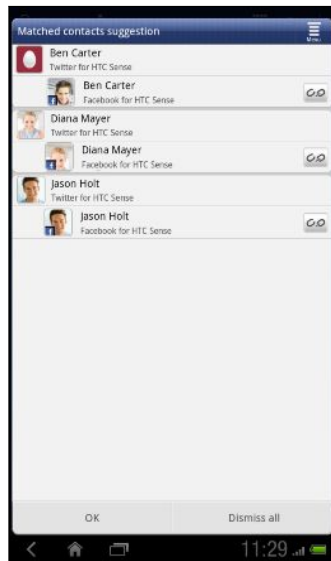 Matched contacts suggestion
Menu
Ben Carter
Twitter for HTC Sense
Ben Carter
Facebook for HTC Sense
Diana Mayer
Twitter for HTC Sense
Diana Mayer
Facebook for HTC Sense
Jason Holt
Twitter for HTC Sense
Jason Holt
Facebook for HTC Sense
OK
Dismiss all
11:29